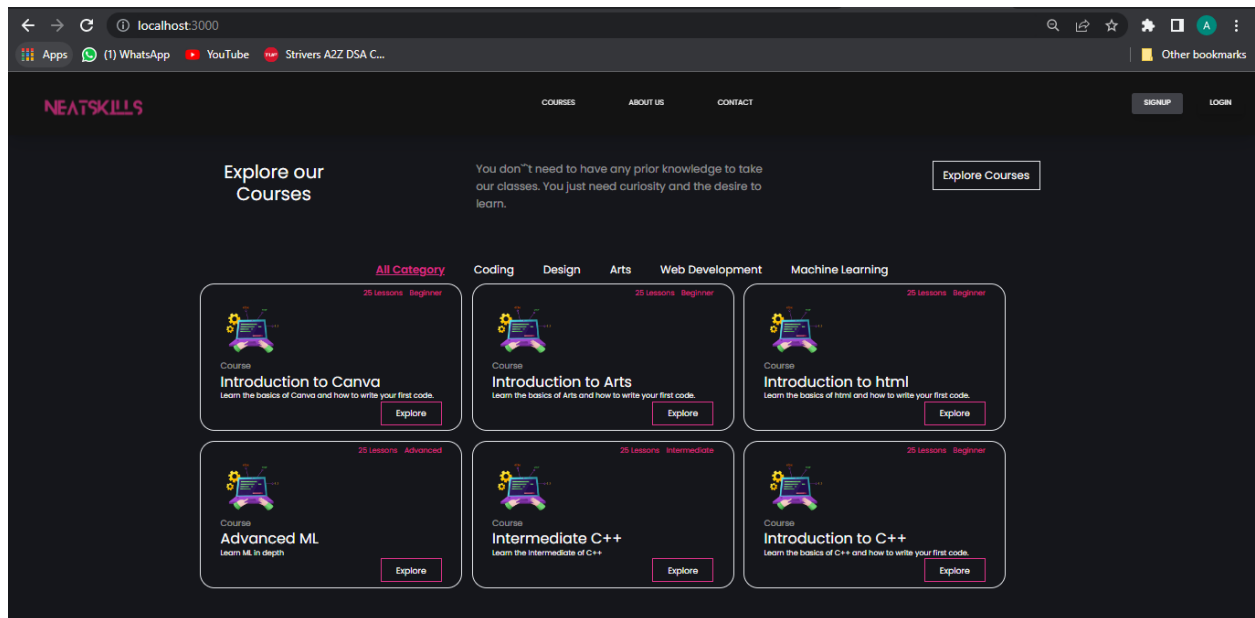 localhost:3000
Apps (1) WhatsApp YouTube Strivers A2Z DSA C... Other bookmarks
NEATSKILLS COURSES ABOUT US CONTACT SIGNUP LOGIN
Explore our
Courses
You don"'t need to have any prior knowledge to take
our classes. You just need curiosity and the desire to
learn.
Explore Courses
All Category Coding Design Arts Web Development Machine Learning
25 Lessons Beginner
Course
Introduction to Canva
Learn the basics of Canva and how to write your first code.
Explore
25 Lessons Beginner
Course
Introduction to Arts
Learn the basics of Arts and how to write your first code.
Explore
25 Lessons Beginner
Course
Introduction to html
Learn the basics of html and how to write your first code.
Explore
25 Lessons Advanced
Course
Advanced ML
Learn ML in depth
Explore
25 Lessons Intermediate
Course
Intermediate C++
Learn the Intermediate of C++
Explore
25 Lessons Beginner
Course
Introduction to C++
Learn the basics of C++ and how to write your first code.
Explore